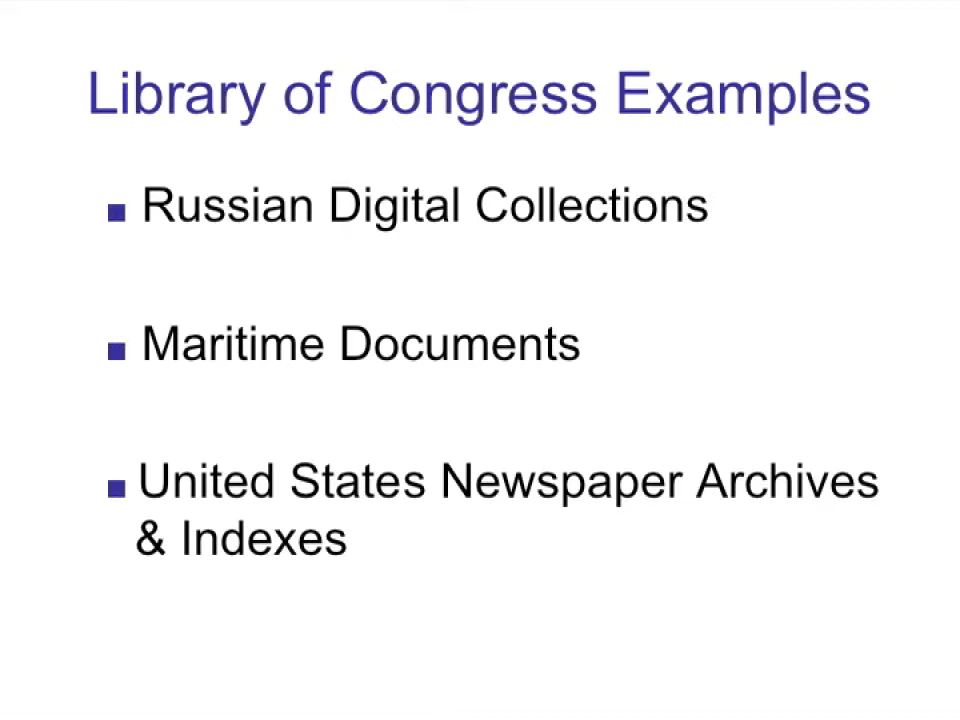 Library of Congress Examples
■ Russian Digital Collections
■ Maritime Documents
■ United States Newspaper Archives
& Indexes